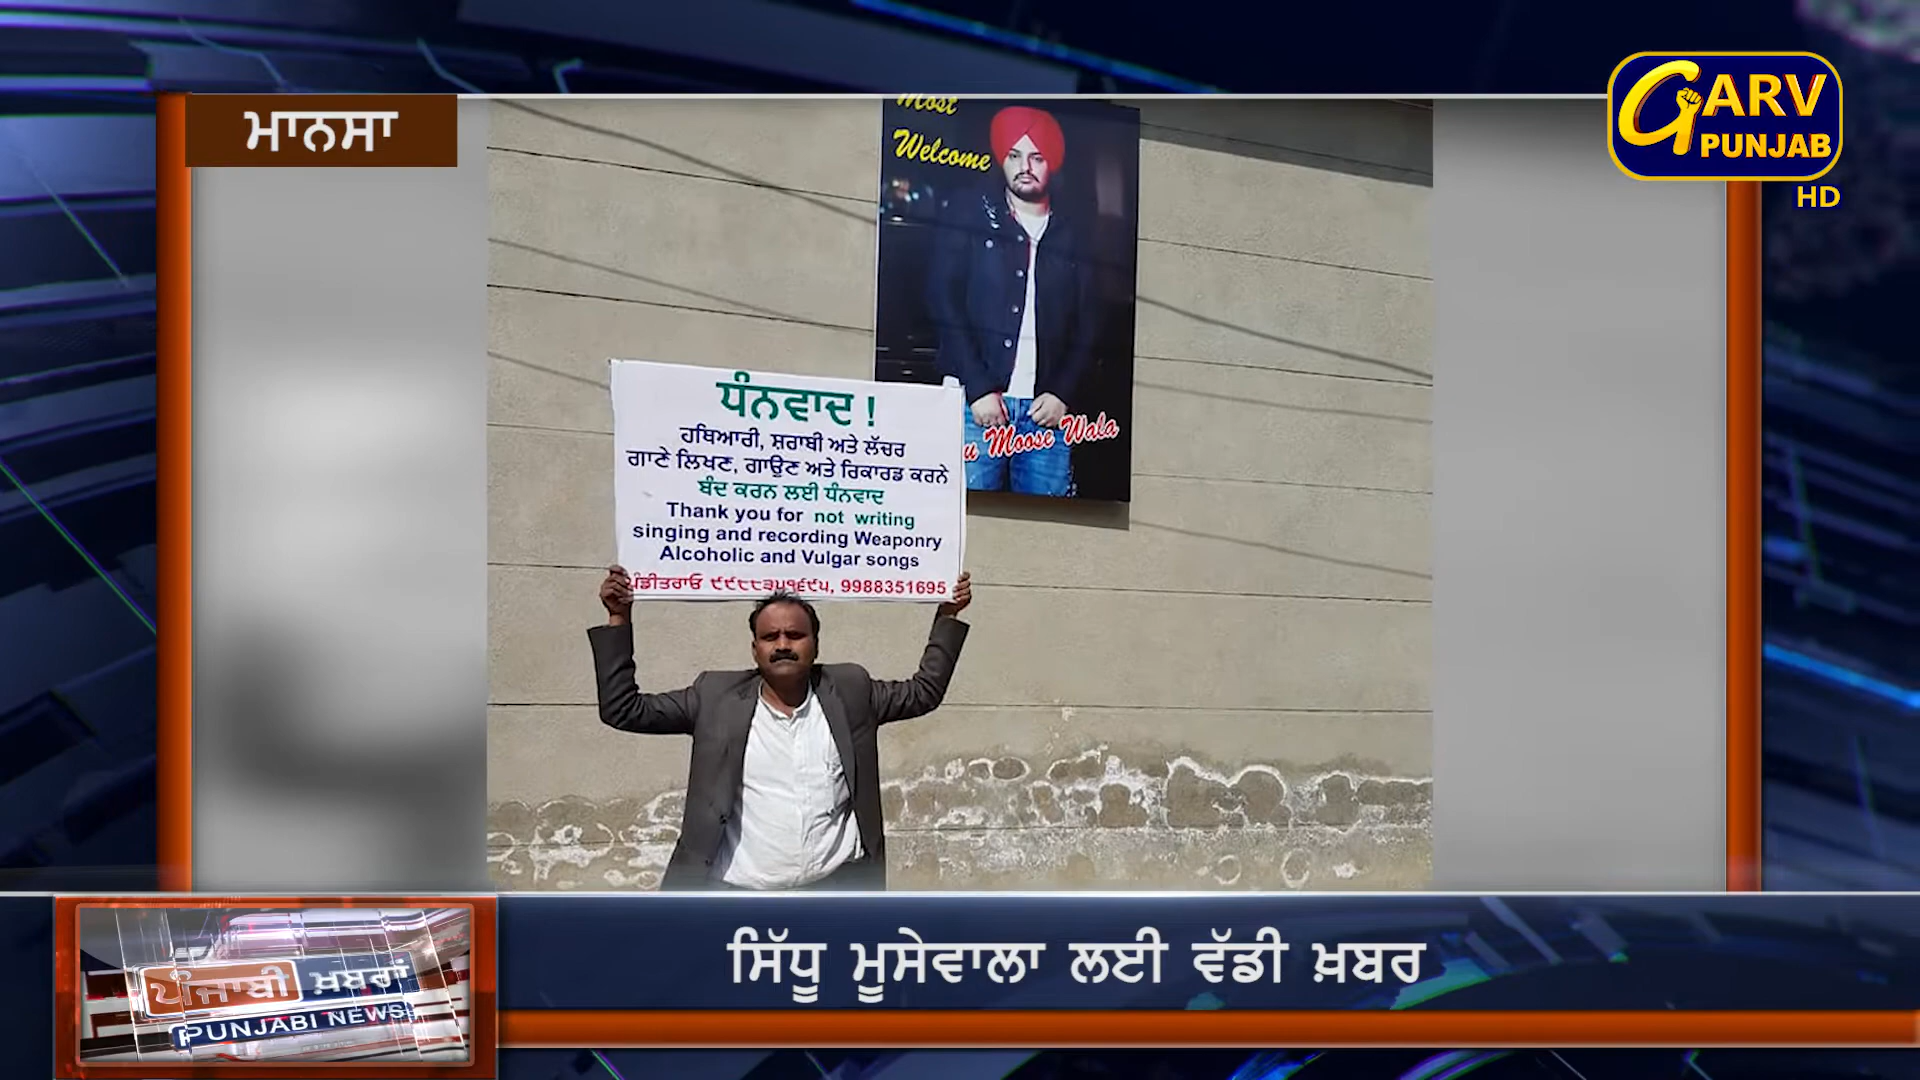 ਮਾਨਸਾ
GARV
PUNJAB
HD
Most
Welcome
Moose Wala
ਧੰਨਵਾਦ !
ਹਥਿਆਰੀ, ਸ਼ਰਾਬੀ ਅਤੇ ਲੱਚਰ
ਗਾਣੇ ਲਿਖਣ, ਗਾਉਣ ਅਤੇ ਰਿਕਾਰਡ ਕਰਨੇ
ਬੰਦ ਕਰਨ ਲਈ ਧੰਨਵਾਦ
Thank you for not writing
singing and recording Weaponry
Alcoholic and Vulgar songs
ਪੰਡੀਤਰਾਓ ੯੯੮੮੩੫੧੬੯੫, 9988351695
ਪੰਜਾਬੀ ਖ਼ਬਰਾਂ
PUNJABI NEWS
ਸਿੱਧੂ ਮੂਸੇਵਾਲਾ ਲਈ ਵੱਡੀ ਖ਼ਬਰ